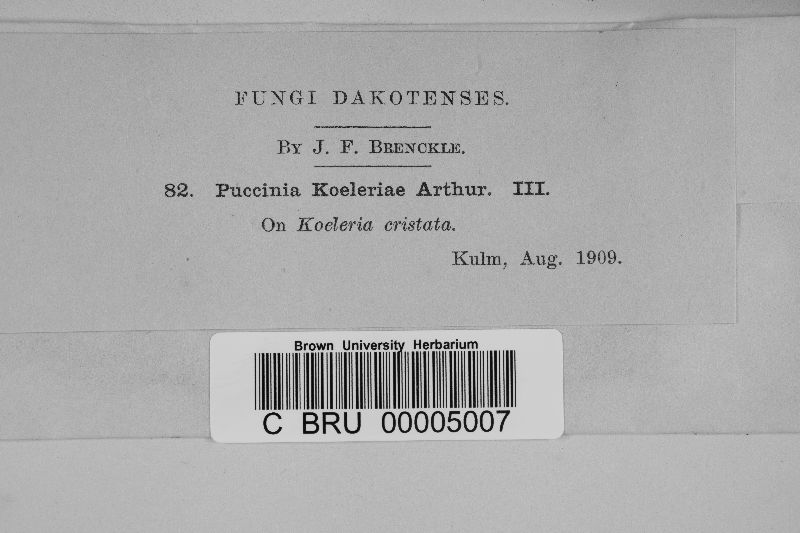 FUNGI DAKOTENSES.
BY J. F. BRENCKLE.
82. Puccinia Koeleriae Arthur. III.
On Koeleria cristata.
Kulm, Aug. 1909.
Brown University Herbarium
C BRU 00005007